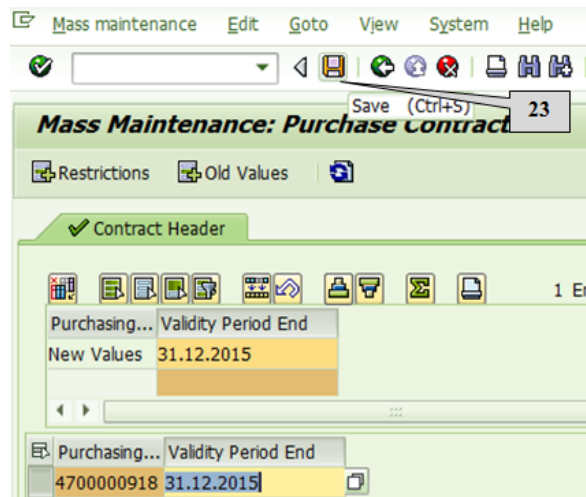 Mass maintenance Edit Goto View System Help
Save (Ctrl+S)
23
Mass Maintenance: Purchase Contract
Restrictions Old Values
Contract Header
1 En
Purchasing... Validity Period End
New Values 31.12.2015
Purchasing... Validity Period End
4700000918 31.12.2015